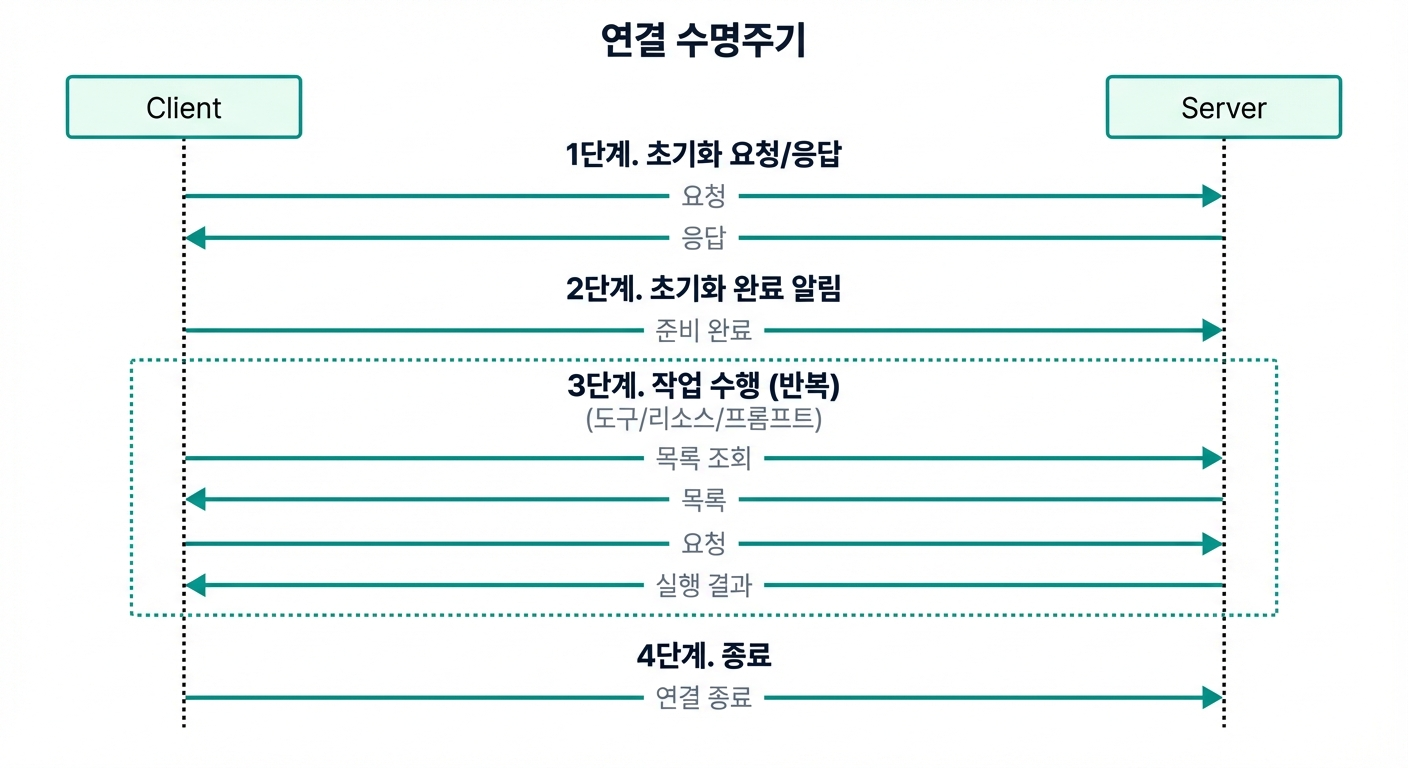 연결 수명주기
Client
Server
1단계. 초기화 요청/응답
요청
응답
2단계. 초기화 완료 알림
준비 완료
3단계. 작업 수행 (반복)
(도구/리소스/프롬프트)
목록 조회
목록
요청
실행 결과
4단계. 종료
연결 종료